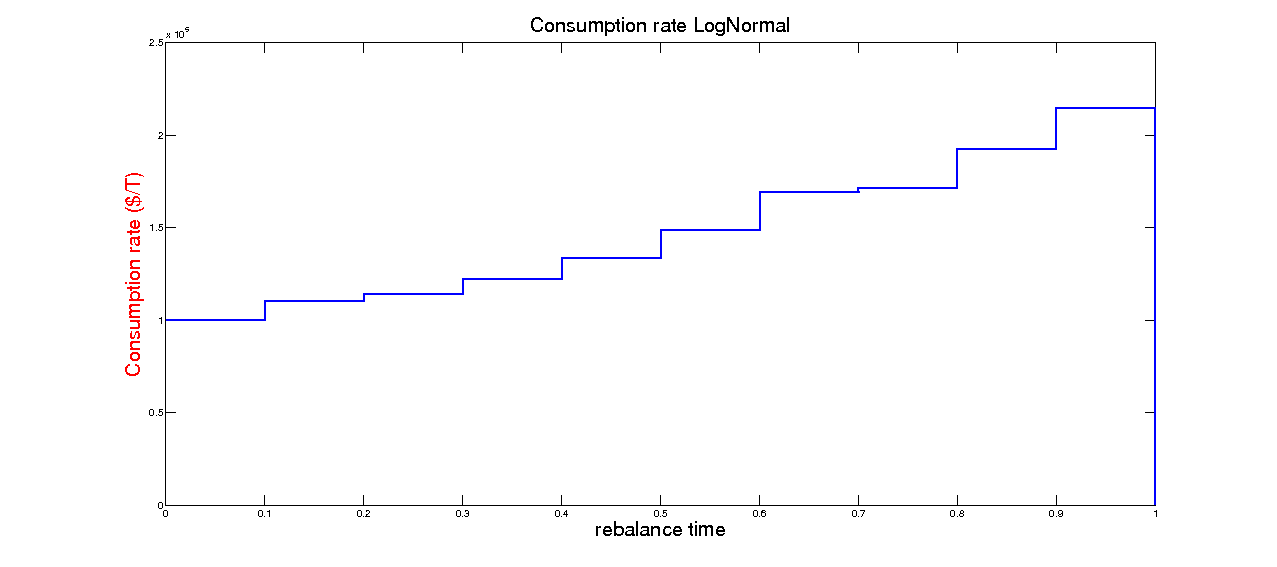 Consumption rate LogNormal
x 10^5
2.5
2
1.5
1
0.5
0
Consumption rate ($/T)
0 0.1 0.2 0.3 0.4 0.5 0.6 0.7 0.8 0.9 1
rebalance time